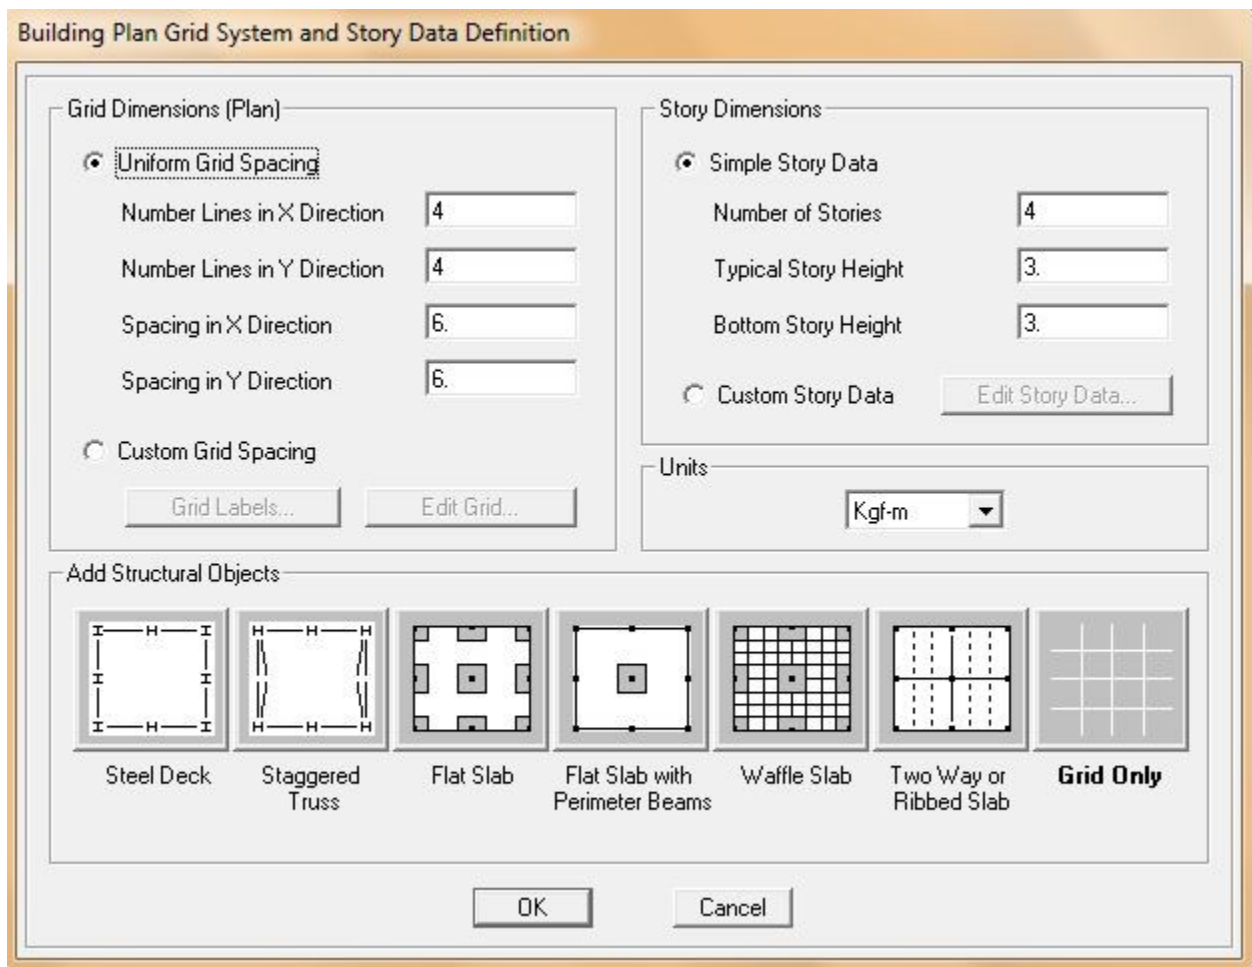 Building Plan Grid System and Story Data Definition
Grid Dimensions (Plan)
Uniform Grid Spacing
Number Lines in X Direction 4
Number Lines in Y Direction 4
Spacing in X Direction 6.
Spacing in Y Direction 6.
Custom Grid Spacing
Grid Labels... Edit Grid...
Story Dimensions
Simple Story Data
Number of Stories 4
Typical Story Height 3.
Bottom Story Height 3.
Custom Story Data Edit Story Data...
Units
Kgf-m
Add Structural Objects
Steel Deck
Staggered
Truss
Flat Slab
Flat Slab with
Perimeter Beams
Waffle Slab
Two Way or
Ribbed Slab
Grid Only
OK Cancel